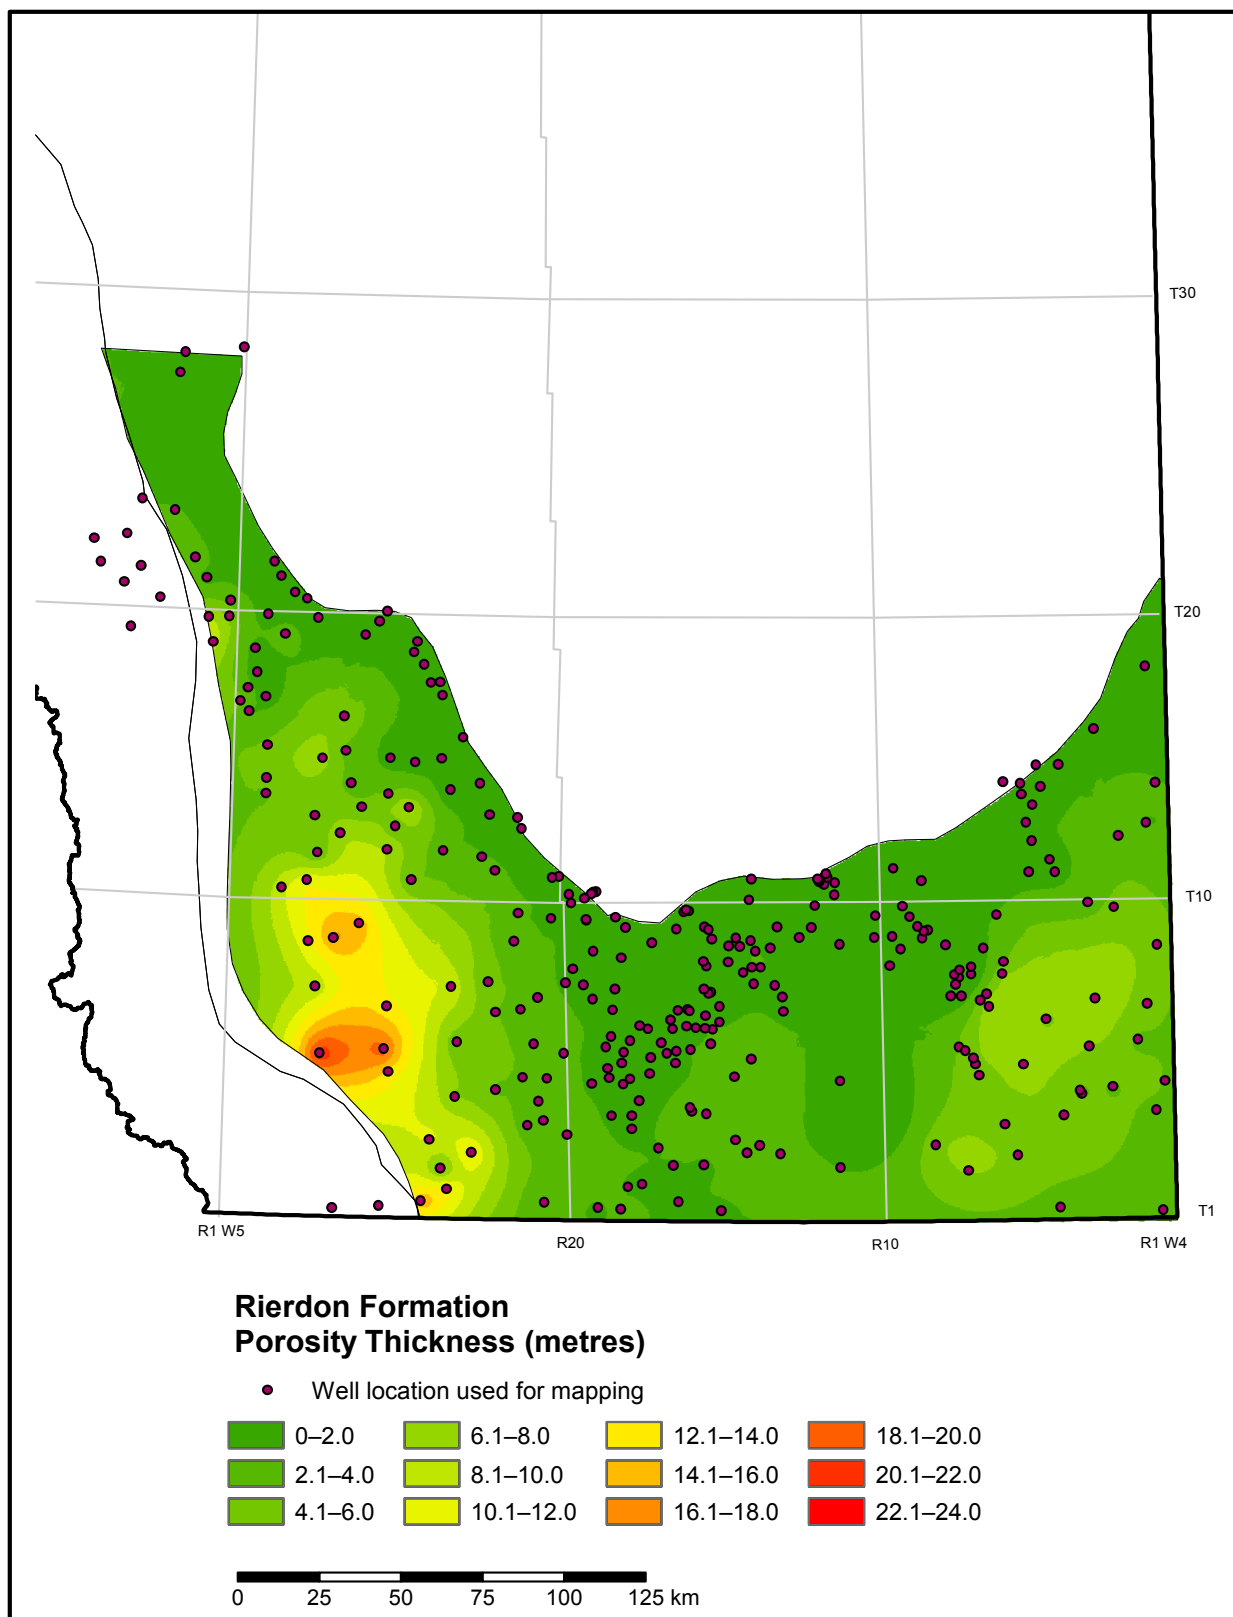 T30
T20
T10
T1
R1 W5
R20
R10
R1 W4
Rierdon Formation
Porosity Thickness (metres)
Well location used for mapping
0–2.0 6.1–8.0 12.1–14.0 18.1–20.0
2.1–4.0 8.1–10.0 14.1–16.0 20.1–22.0
4.1–6.0 10.1–12.0 16.1–18.0 22.1–24.0
0 25 50 75 100 125 km